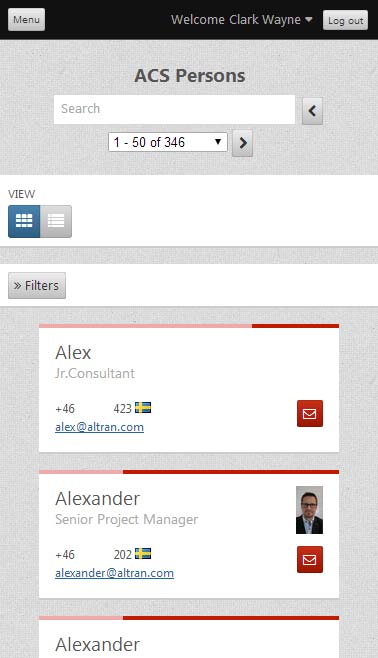 Menu
Welcome Clark Wayne
Log out
ACS Persons
Search
1 - 50 of 346
VIEW
» Filters
Alex
Jr.Consultant
+46 423
alex@altran.com
Alexander
Senior Project Manager
+46 202
alexander@altran.com
Alexander